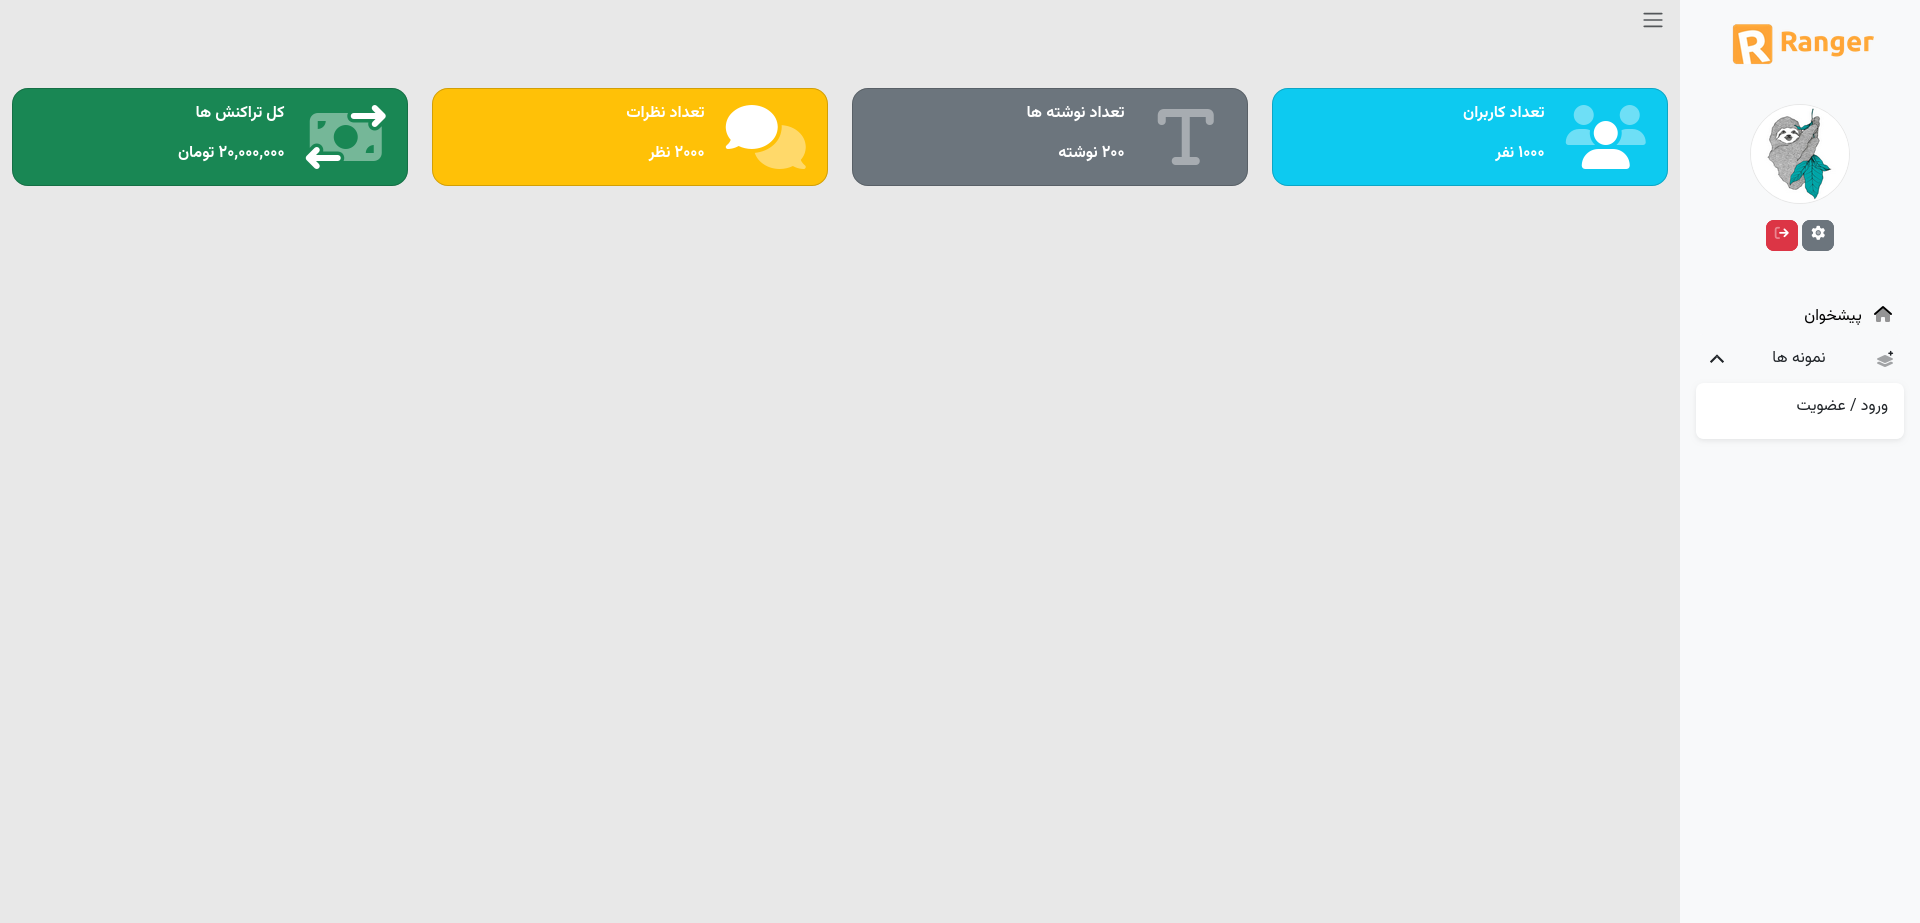 Ranger
پیشخوان
نمونه ها
ورود / عضویت
تعداد کاربران
۱۰۰۰ نفر
تعداد نوشته ها
۲۰۰ نوشته
تعداد نظرات
۲۰۰۰ نظر
کل تراکنش ها
۲۰,۰۰۰,۰۰۰ تومان